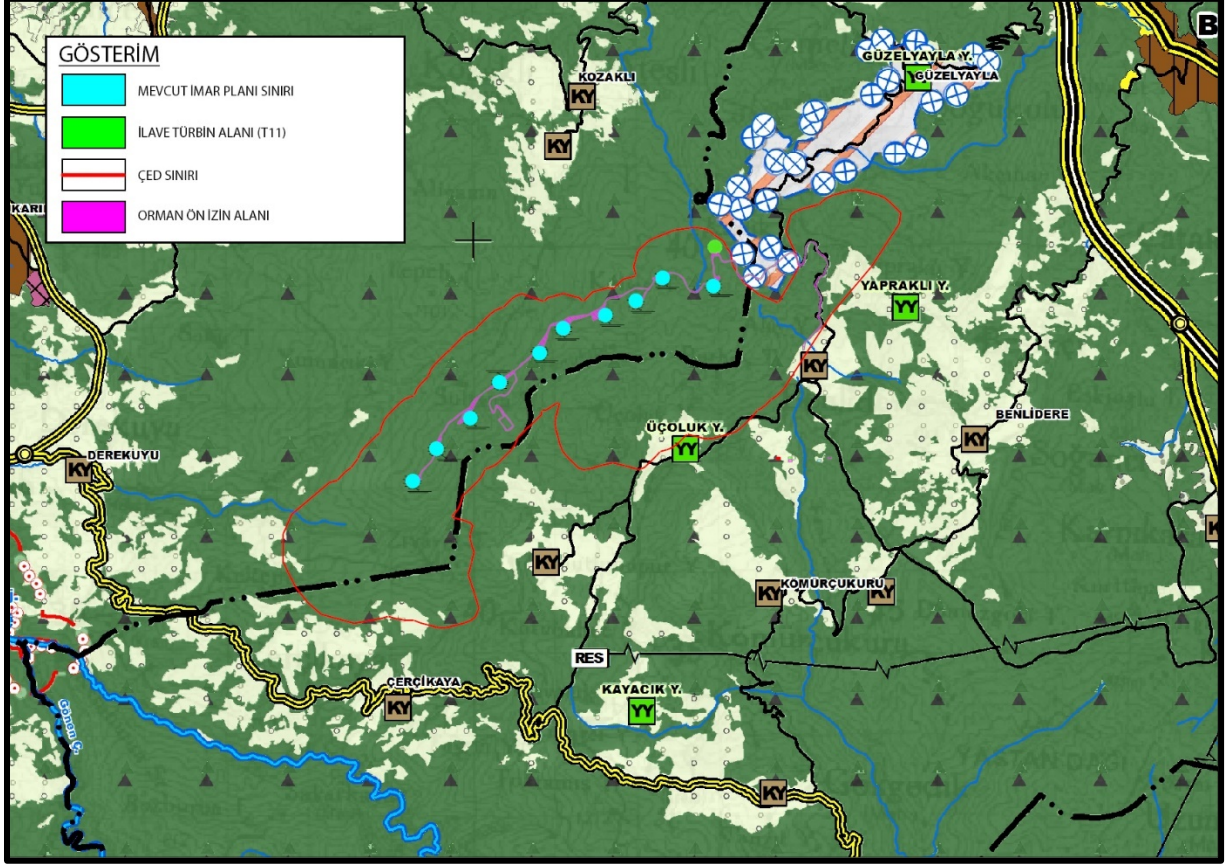 GÖSTERİM
MEVCUT İMAR PLANI SINIRI
İLAVE TÜRBİN ALANI (T11)
ÇED SINIRI
ORMAN ÖN İZİN ALANI
B
KOZAKLI
KY
KY
GÜZELYAYLA Y.
GÜZELYAYLA
YAPRAKLI Y.
YY
KY
BENLİDERE
KY
ÜÇOLUK Y.
YY
DEREKUYU
KY
KY
KÖMÜRÇUKURU
KY
KY
RES
ÇERÇİKAYA
KY
KAYACIK Y.
YY
KY
Gönen Ç.